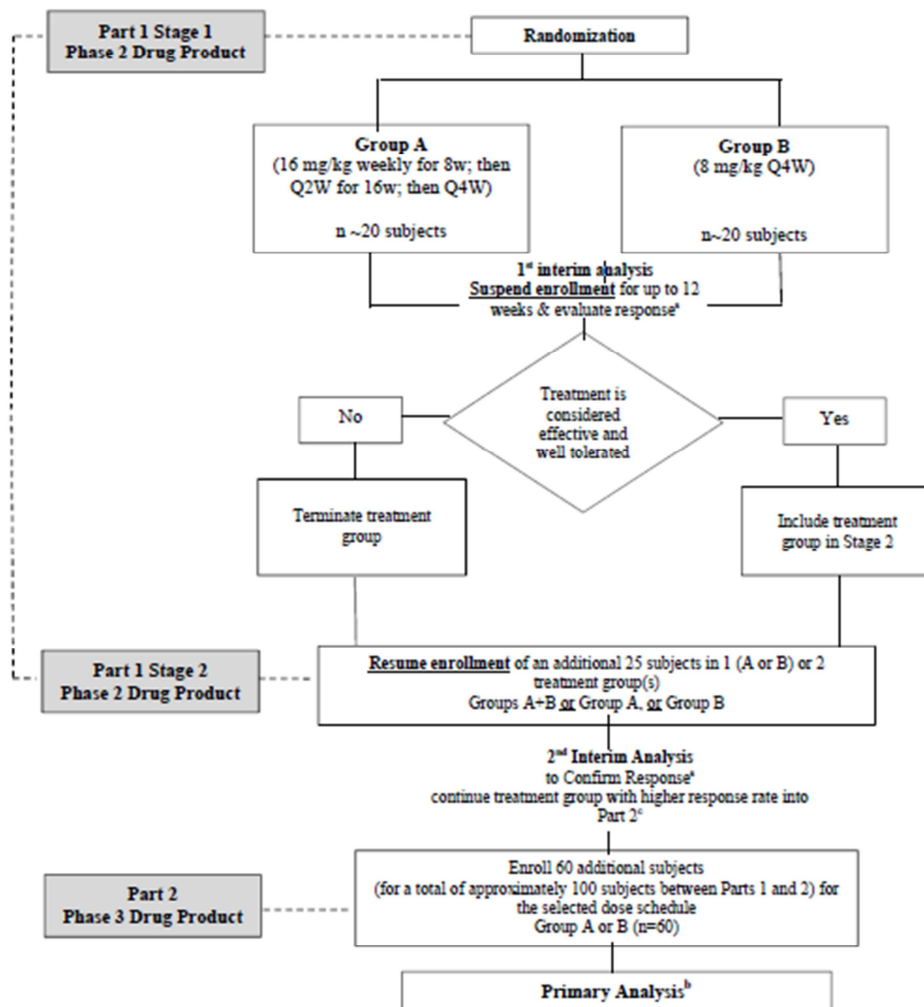 Part 1 Stage 1
Phase 2 Drug Product
Randomization
Group A
(16 mg/kg weekly for 8w; then
Q2W for 16w; then Q4W)
n ~20 subjects
Group B
(8 mg/kg Q4W)
n~20 subjects
1st interim analysis
Suspend enrollment for up to 12
weeks & evaluate responseª
Treatment is
considered
effective and
well tolerated
No
Yes
Terminate treatment
group
Include treatment
group in Stage 2
Part 1 Stage 2
Phase 2 Drug Product
Resume enrollment of an additional 25 subjects in 1 (A or B) or 2
treatment group(s)
Groups A+B or Group A, or Group B
2nd Interim Analysis
to Confirm Responseª
continue treatment group with higher response rate into
Part 2ᶜ
Part 2
Phase 3 Drug Product
Enroll 60 additional subjects
(for a total of approximately 100 subjects between Parts 1 and 2) for
the selected dose schedule
Group A or B (n=60)
Primary Analysisᵇ